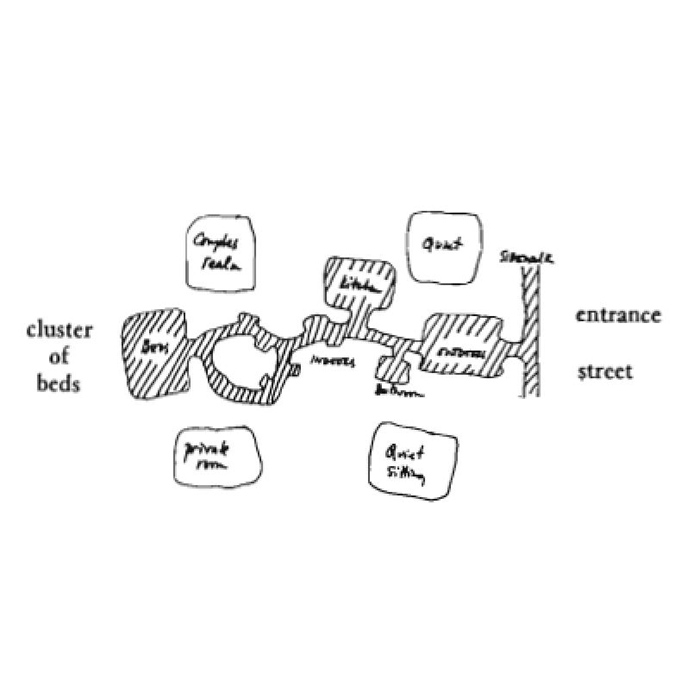 Couples
realm
Quiet
Sidewalk
kitchen
entrance
cluster
of
beds
Beds
INDOORS
OUTDOORS
street
Bathroom
private
room
Quiet
sitting